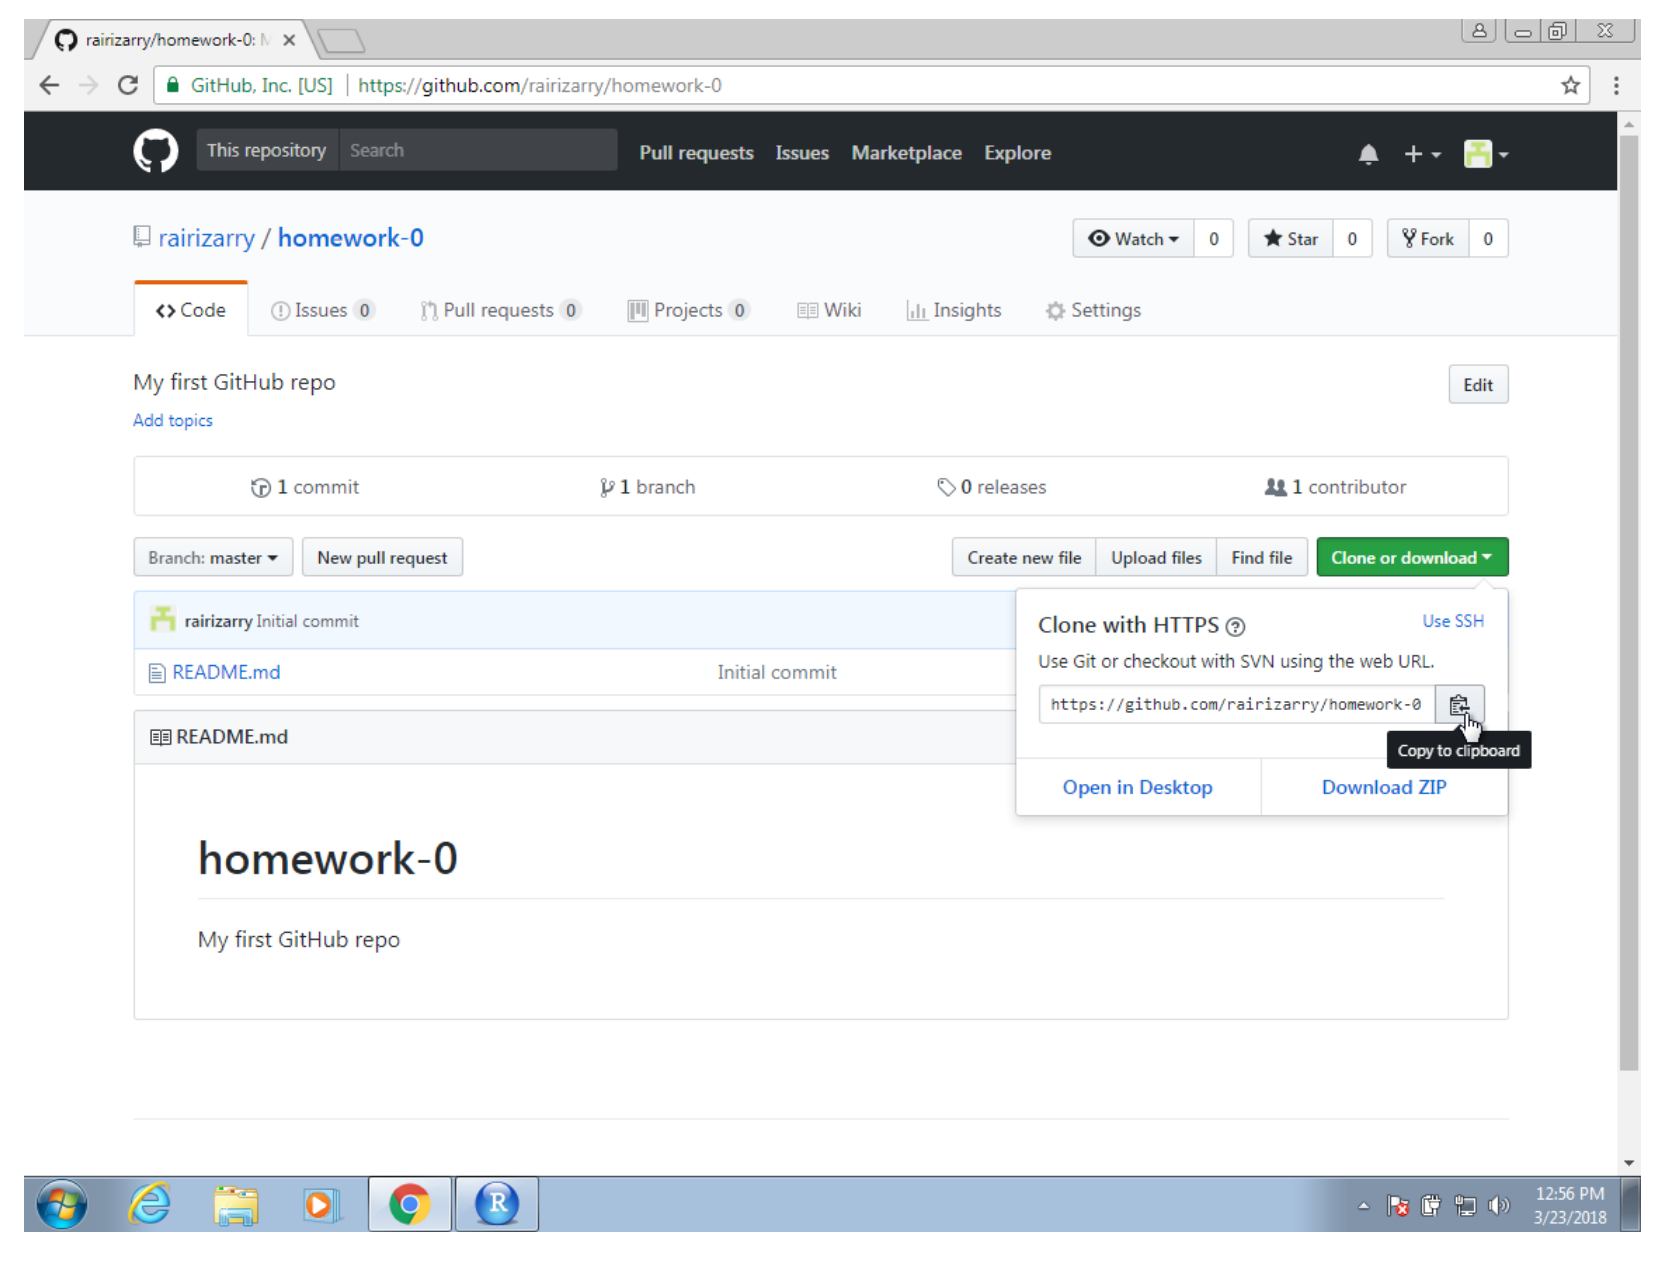 rairizarry/homework-0: M
GitHub, Inc. [US] | https://github.com/rairizarry/homework-0
This repository Search Pull requests Issues Marketplace Explore
rairizarry / homework-0 Watch 0 Star 0 Fork 0
Code Issues 0 Pull requests 0 Projects 0 Wiki Insights Settings
My first GitHub repo Edit
Add topics
1 commit 1 branch 0 releases 1 contributor
Branch: master New pull request Create new file Upload files Find file Clone or download
rairizarry Initial commit
README.md Initial commit
Clone with HTTPS Use SSH
Use Git or checkout with SVN using the web URL.
https://github.com/rairizarry/homework-0
Copy to clipboard
Open in Desktop Download ZIP
README.md
homework-0
My first GitHub repo
R
12:56 PM
3/23/2018